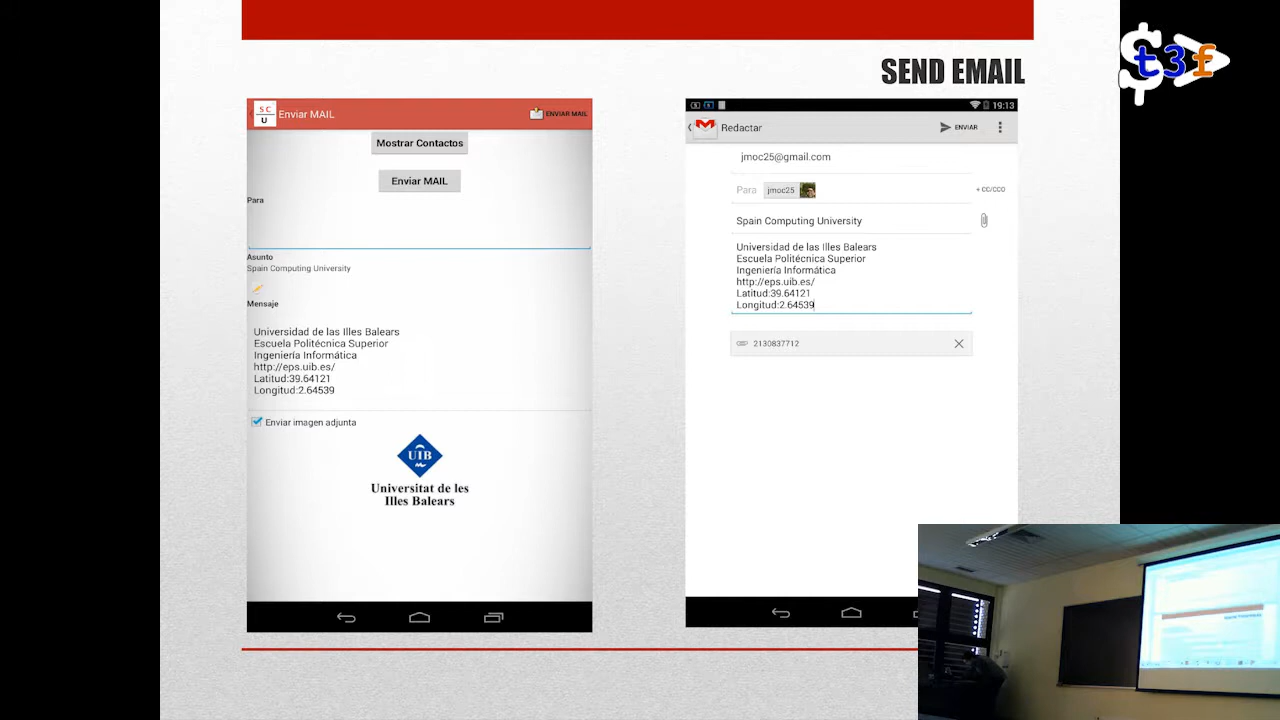 SEND EMAIL
t3f
S C
U
Enviar MAIL
ENVIAR MAIL
Mostrar Contactos
Enviar MAIL
Para
Asunto
Spain Computing University
Mensaje
Universidad de las Illes Balears
Escuela Politécnica Superior
Ingeniería Informática
http://eps.uib.es/
Latitud:39.64121
Longitud:2.64539
Enviar imagen adjunta
UIB
Universitat de les
Illes Balears
19:13
Redactar
ENVIAR
jmoc25@gmail.com
Para
jmoc25
+ CC/CCO
Spain Computing University
Universidad de las Illes Balears
Escuela Politécnica Superior
Ingeniería Informática
http://eps.uib.es/
Latitud:39.64121
Longitud:2.64539
2130837712